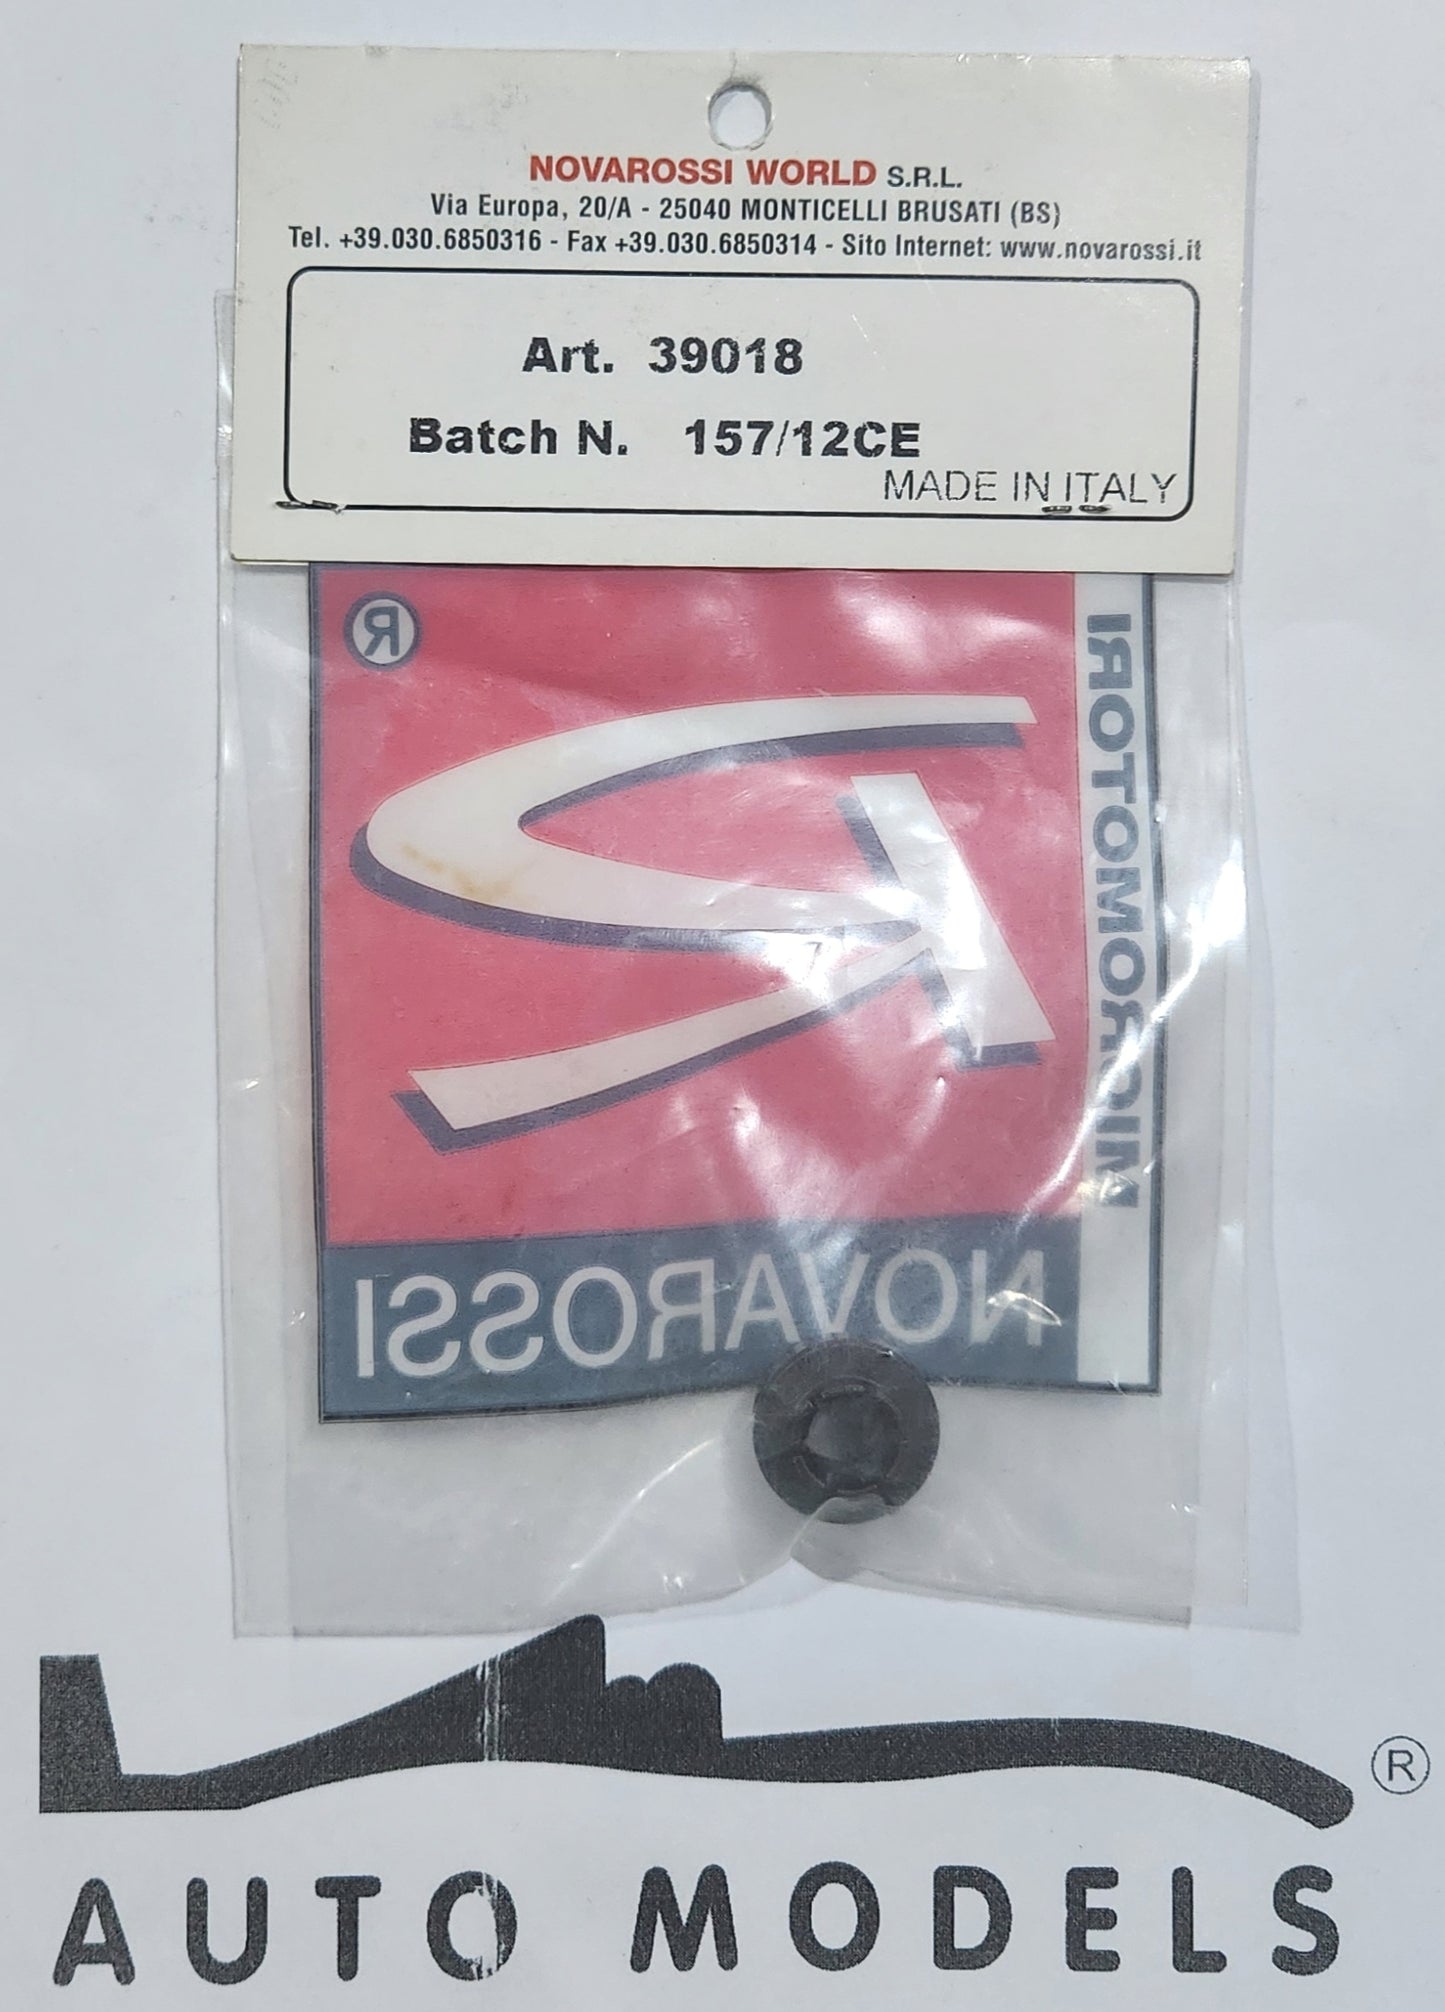 NOVAROSSI WORLD S.R.L.
Via Europa, 20/A - 25040 MONTICELLI BRUSATI (BS)
Tel. +39.030.6850316 - Fax +39.030.6850314 - Sito Internet: www.novarossi.it
Art. 39018
Batch N. 157/12CE
MADE IN ITALY
®
MICROMOTORI
NOVAROSSI
®
AUTO MODELS